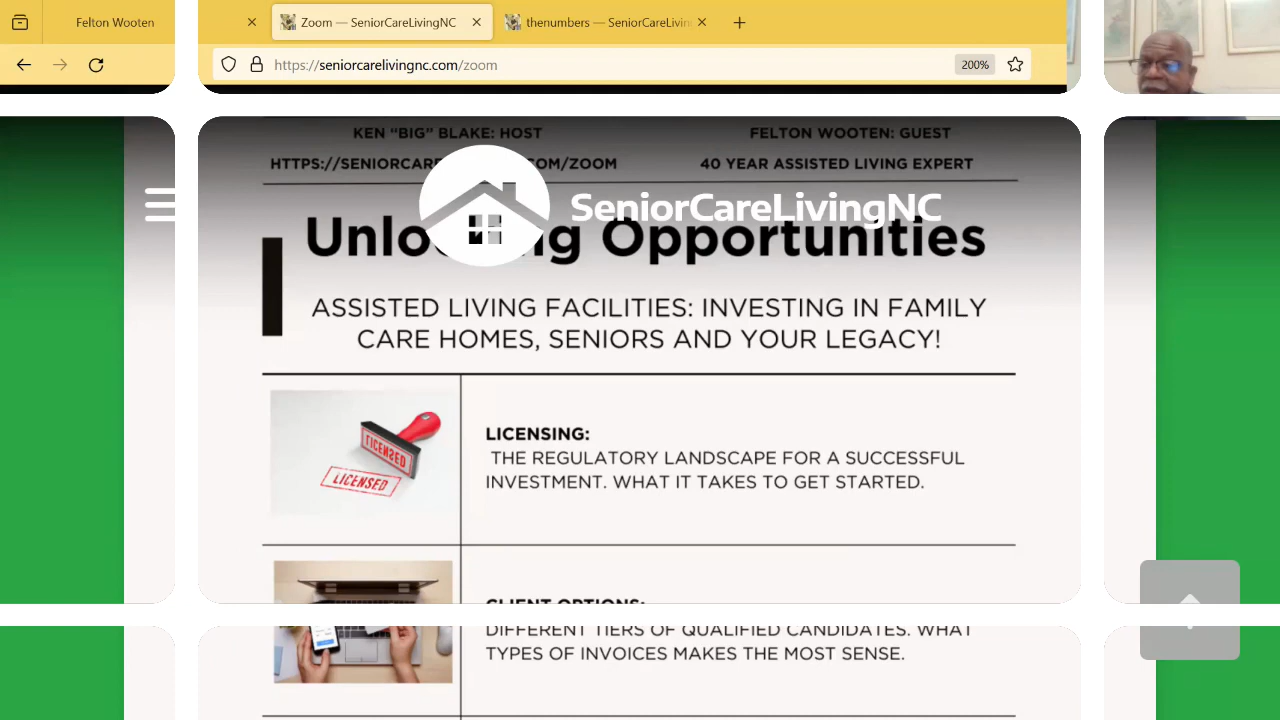 Felton Wooten
Zoom — SeniorCareLivingNC
thenumbers — SeniorCareLivin
https://seniorcarelivingnc.com/zoom
200%
KEN “BIG” BLAKE: HOST
FELTON WOOTEN: GUEST
40 YEAR ASSISTED LIVING EXPERT
SeniorCareLivingNC
Opportunities
ASSISTED LIVING FACILITIES: INVESTING IN FAMILY
CARE HOMES, SENIORS AND YOUR LEGACY!
LICENSED
LICENSED
LICENSING:
THE REGULATORY LANDSCAPE FOR A SUCCESSFUL
INVESTMENT. WHAT IT TAKES TO GET STARTED.
CLIENT OPTIONS:
DIFFERENT TIERS OF QUALIFIED CANDIDATES. WHAT
TYPES OF INVOICES MAKES THE MOST SENSE.